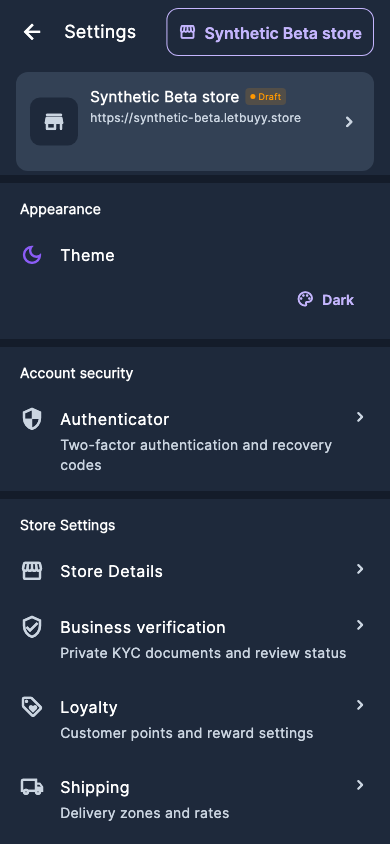 Settings
Synthetic Beta store
Synthetic Beta store
Draft
https://synthetic-beta.letbuyy.store
Appearance
Theme
Dark
Account security
Authenticator
Two-factor authentication and recovery
codes
Store Settings
Store Details
Business verification
Private KYC documents and review status
Loyalty
Customer points and reward settings
Shipping
Delivery zones and rates